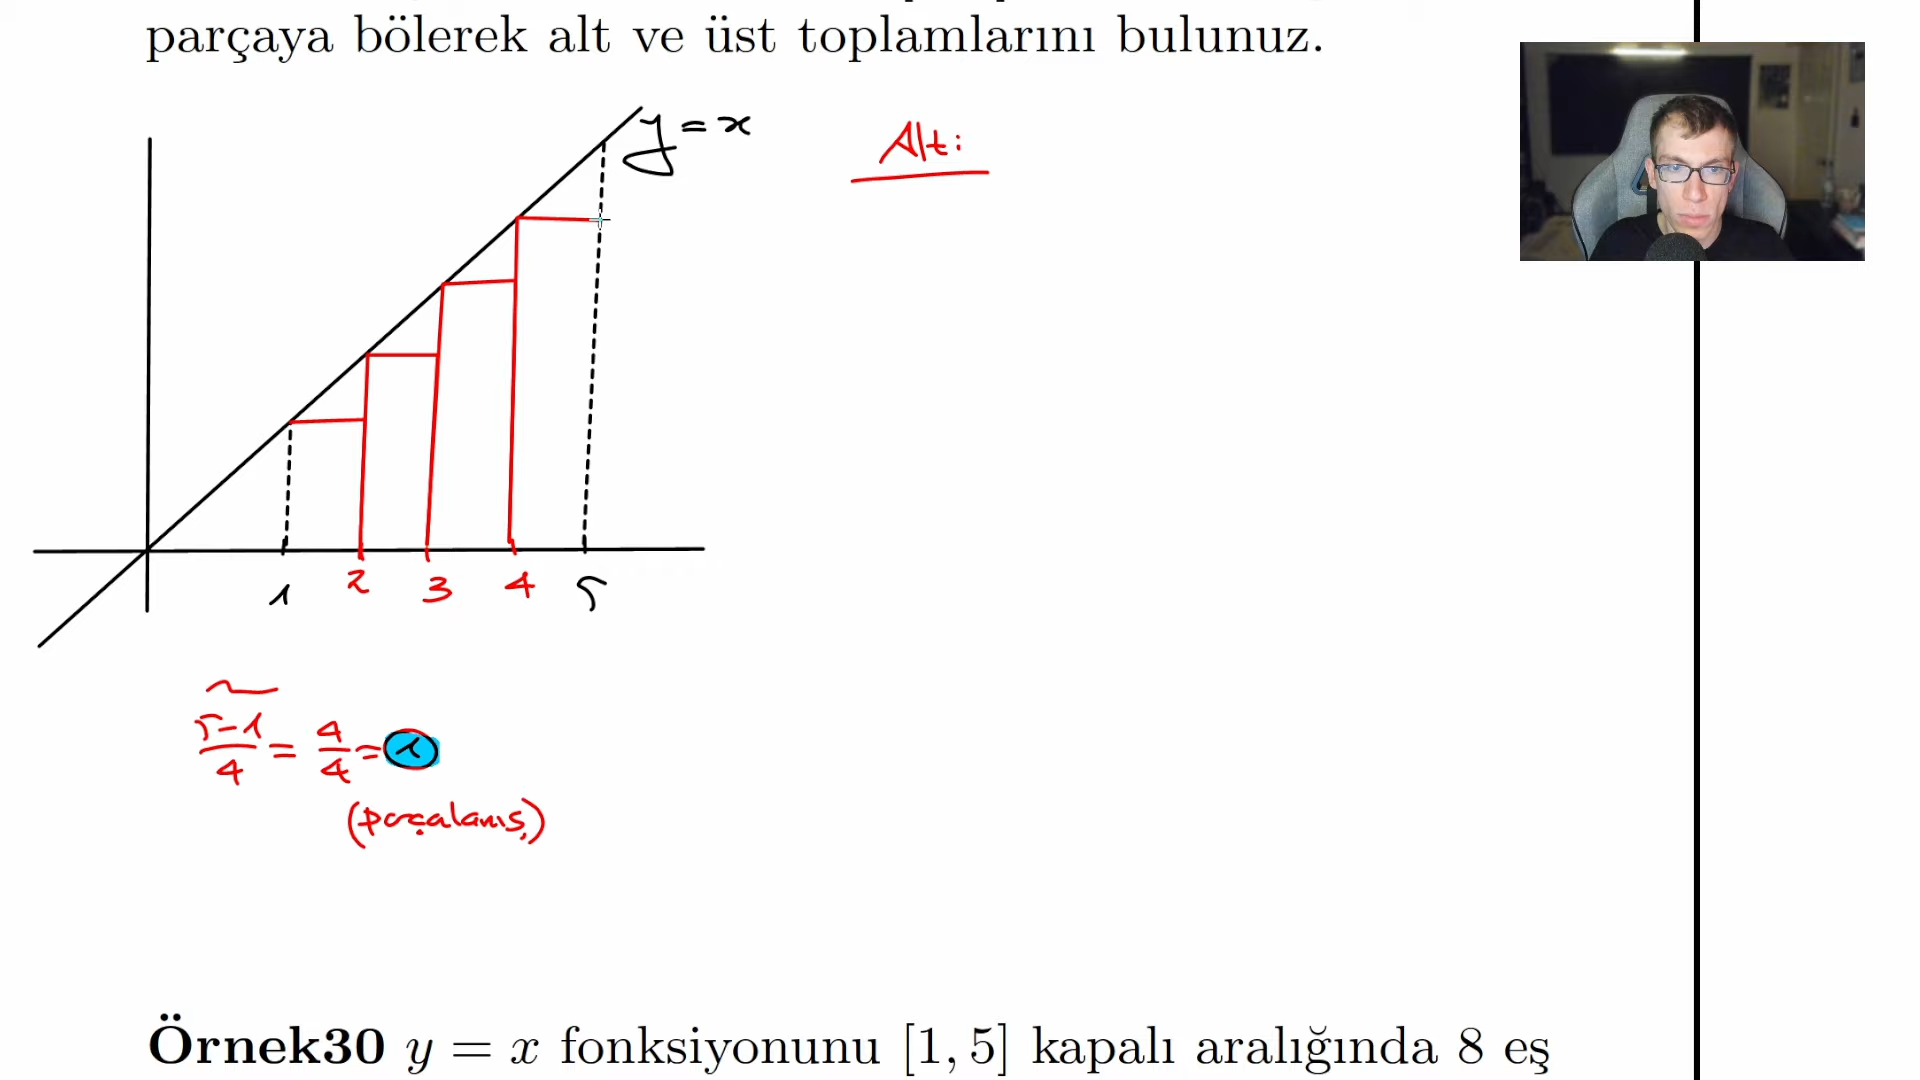 parçaya bölerek alt ve üst toplamlarını bulunuz.
y = x
Alt:
1 2 3 4 5
5-1/4 = 4/4 = 1
(parçalanış)
Örnek30 y = x fonksiyonunu [1, 5] kapalı aralığında 8 eş